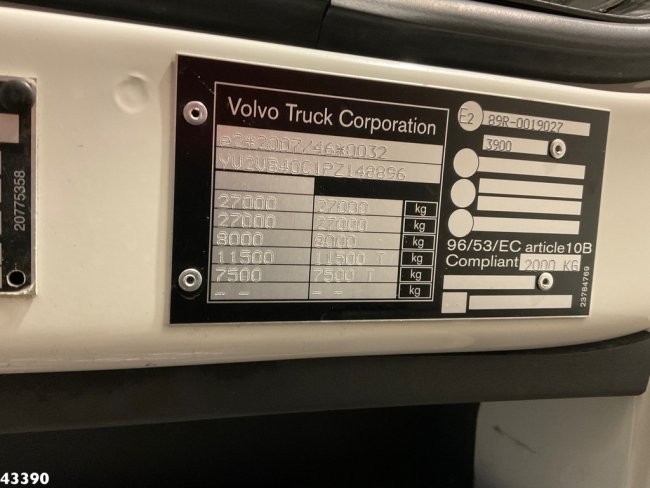 Volvo Truck Corporation
e2*2007/46*0032
YV2VB40C1PZ148896
27000 27000 kg
27000 27000 kg
8000 8000 kg
11500 11500 T kg
7500 7500 T kg
- - - - kg
E2 89R-0019027
3900
96/53/EC article10B
Compliant 2000 KG
23784769
20775358
43390